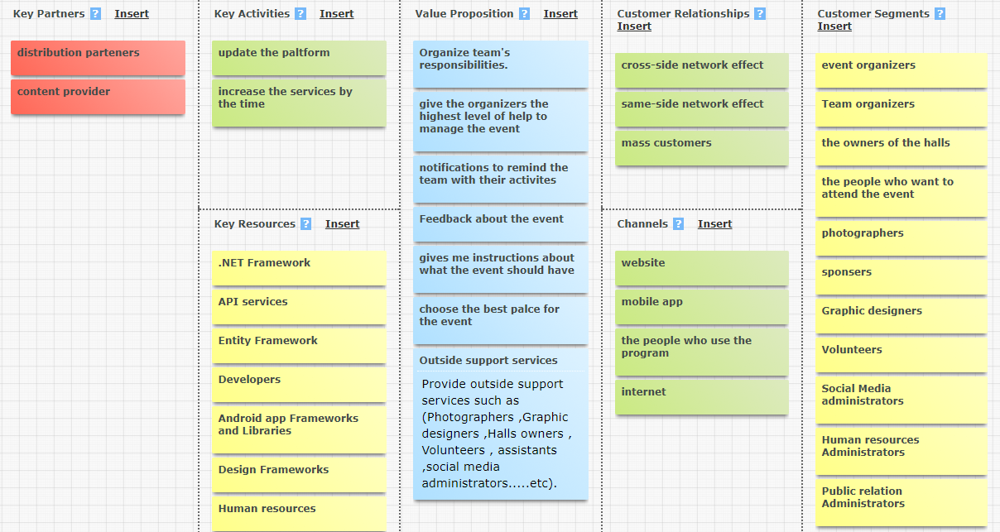 Key Partners ? Insert
distribution parteners
content provider
Key Activities ? Insert
update the paltform
increase the services by
the time
Key Resources ? Insert
.NET Framework
API services
Entity Framework
Developers
Android app Frameworks
and Libraries
Design Frameworks
Human resources
Value Proposition ? Insert
Organize team's
responsibilities.
give the organizers the
highest level of help to
manage the event
notifications to remind the
team with their activites
Feedback about the event
gives me instructions about
what the event should have
choose the best palce for
the event
Outside support services
Provide outside support
services such as
(Photographers ,Graphic
designers ,Halls owners ,
Volunteers , assistants
,social media
administrators.....etc).
Customer Relationships ?
Insert
cross-side network effect
same-side network effect
mass customers
Channels ? Insert
website
mobile app
the people who use the
program
internet
Customer Segments ?
Insert
event organizers
Team organizers
the owners of the halls
the people who want to
attend the event
photographers
sponsers
Graphic designers
Volunteers
Social Media
administrators
Human resources
Administrators
Public relation
Administrators